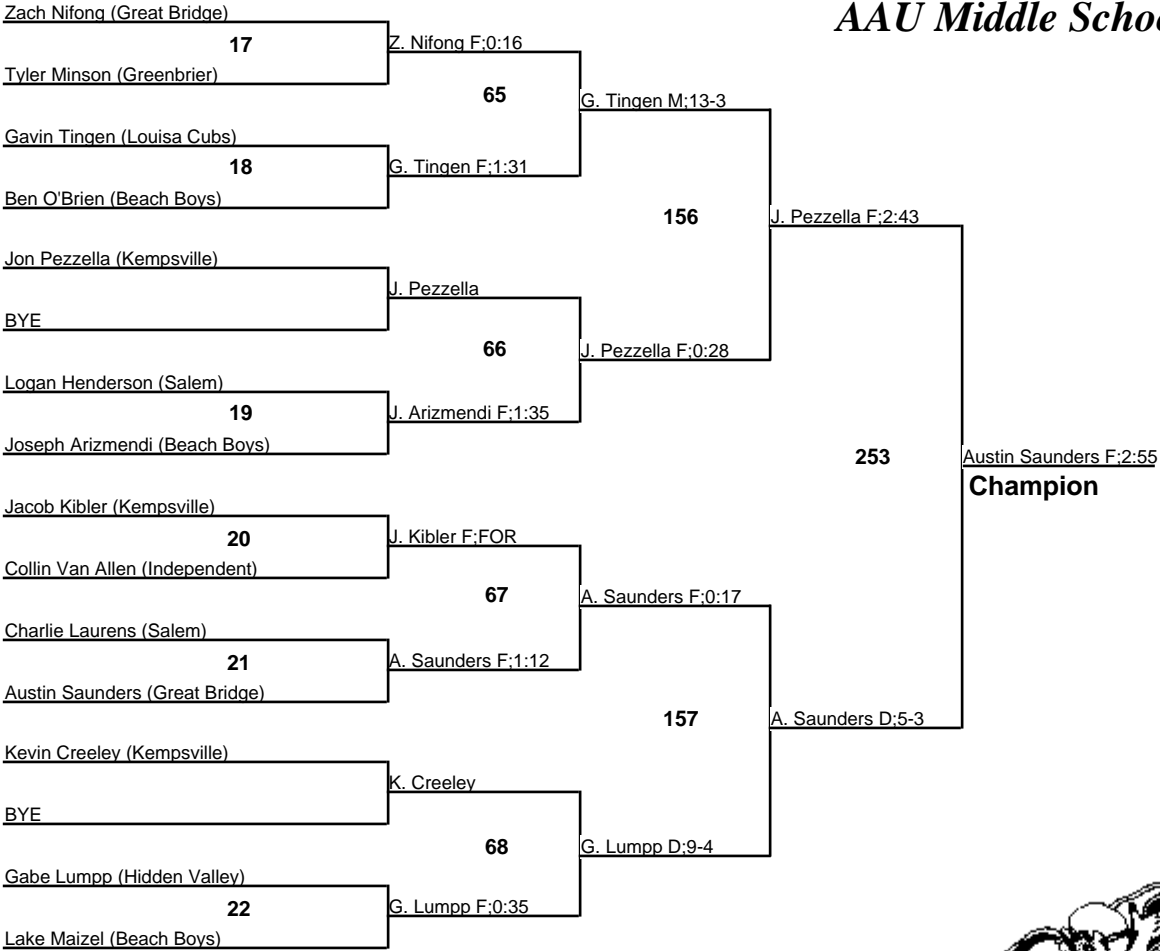 AAU Middle Schoo
Zach Nifong (Great Bridge)
17
Z. Nifong F;0:16
Tyler Minson (Greenbrier)
65
G. Tingen M;13-3
Gavin Tingen (Louisa Cubs)
18
G. Tingen F;1:31
Ben O'Brien (Beach Boys)
156
J. Pezzella F;2:43
Jon Pezzella (Kempsville)
J. Pezzella
BYE
66
J. Pezzella F;0:28
Logan Henderson (Salem)
19
J. Arizmendi F;1:35
Joseph Arizmendi (Beach Boys)
253
Austin Saunders F;2:55
Champion
Jacob Kibler (Kempsville)
20
J. Kibler F;FOR
Collin Van Allen (Independent)
67
A. Saunders F;0:17
Charlie Laurens (Salem)
21
A. Saunders F;1:12
Austin Saunders (Great Bridge)
157
A. Saunders D;5-3
Kevin Creeley (Kempsville)
K. Creeley
BYE
68
G. Lumpp D;9-4
Gabe Lumpp (Hidden Valley)
22
G. Lumpp F;0:35
Lake Maizel (Beach Boys)